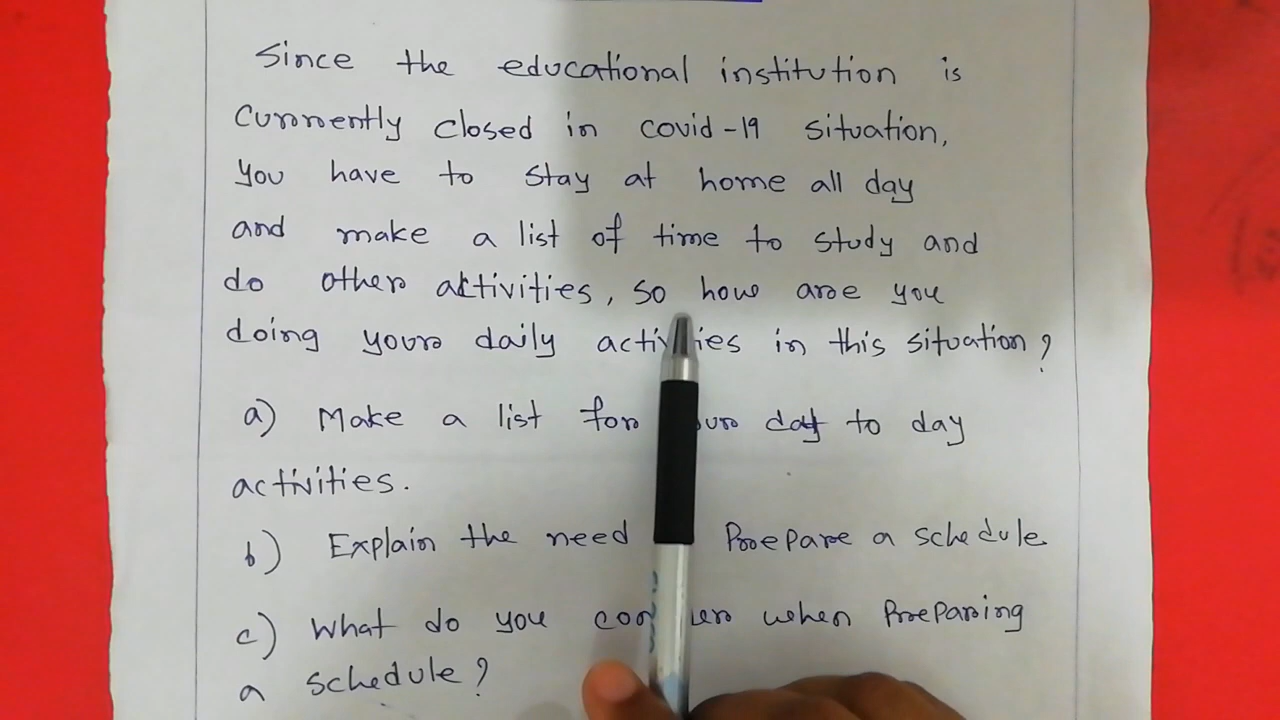 Since the educational institution is
Currently closed in covid-19 situation,
you have to stay at home all day
and make a list of time to study and
do other activities, so how are you
doing your daily activities in this situation?
a) Make a list for your day to day
activities.
b) Explain the need Prepare a schedule
c) What do you when Preparing
a schedule?